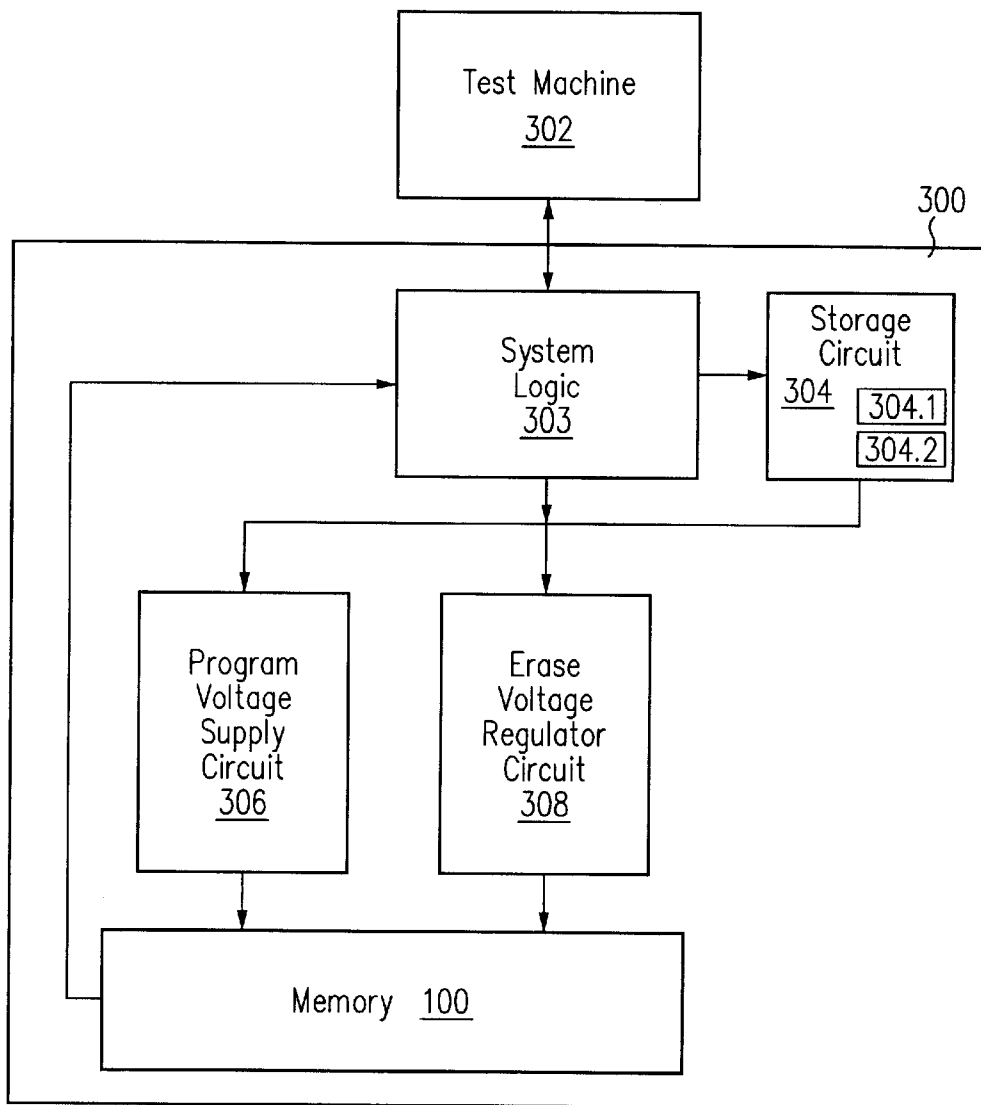 Test Machine
302
300
System
Logic
303
Storage
Circuit
304
304.1
304.2
Program
Voltage
Supply
Circuit
306
Erase
Voltage
Regulator
Circuit
308
Memory 100